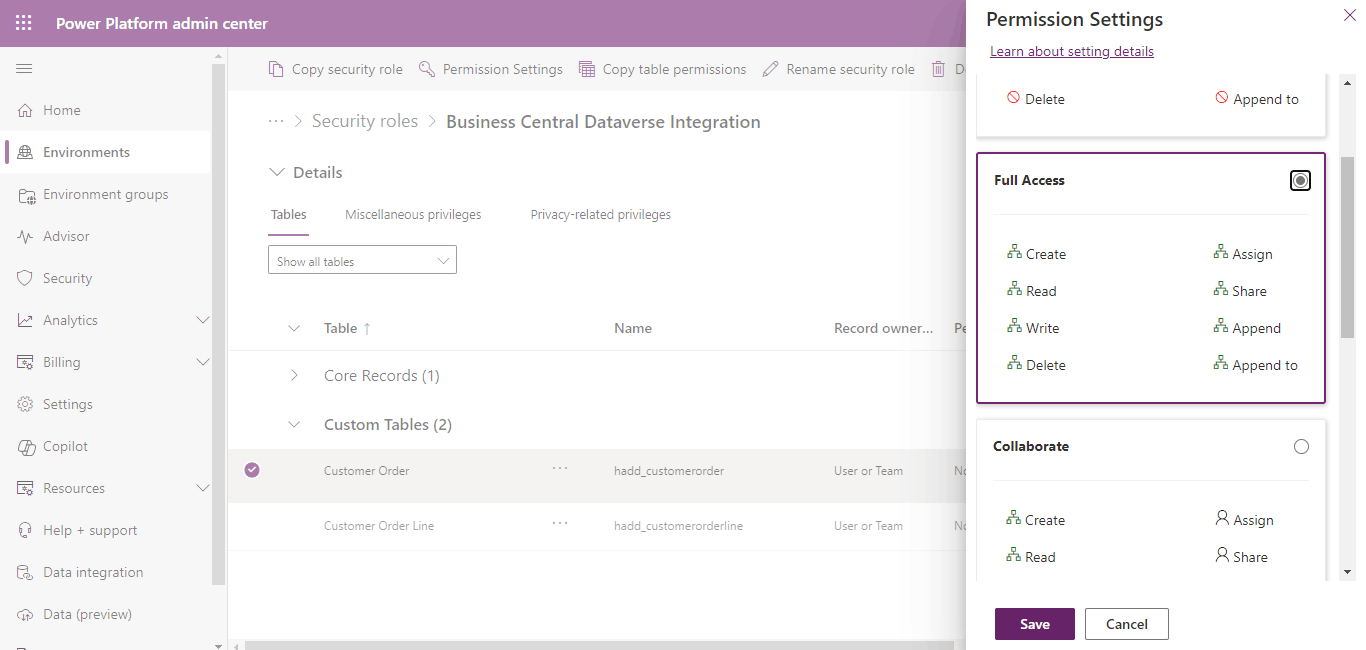 Power Platform admin center
Home
Environments
Environment groups
Advisor
Security
Analytics
Billing
Settings
Copilot
Resources
Help + support
Data integration
Data (preview)
Copy security role
Permission Settings
Copy table permissions
Rename security role
D
··· > Security roles > Business Central Dataverse Integration
Details
Tables Miscellaneous privileges Privacy-related privileges
Show all tables
Table ↑ Name Record owner... Pe
Core Records (1)
Custom Tables (2)
Customer Order ··· hadd_customerorder User or Team No
Customer Order Line ··· hadd_customerorderline User or Team No
Permission Settings
Learn about setting details
Delete Append to
Full Access
Create Assign
Read Share
Write Append
Delete Append to
Collaborate
Create Assign
Read Share
Save Cancel